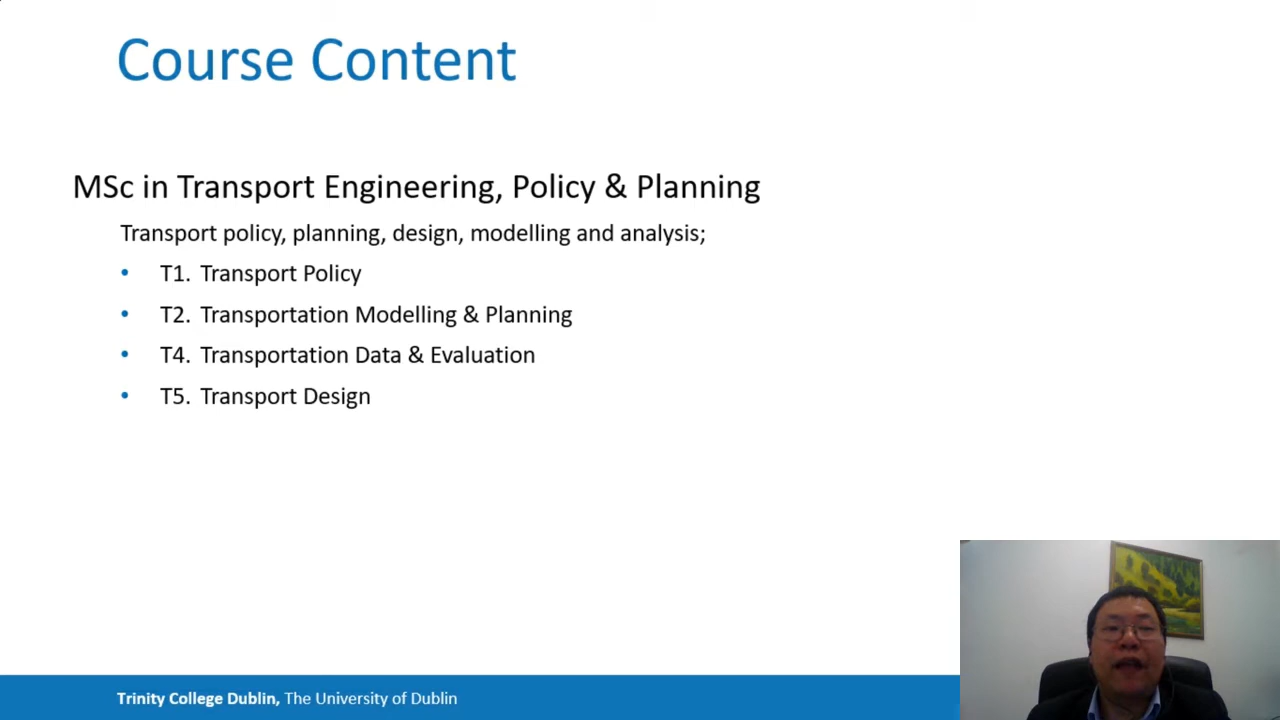 Course Content
MSc in Transport Engineering, Policy & Planning
Transport policy, planning, design, modelling and analysis;
• T1. Transport Policy
• T2. Transportation Modelling & Planning
• T4. Transportation Data & Evaluation
• T5. Transport Design
Trinity College Dublin, The University of Dublin